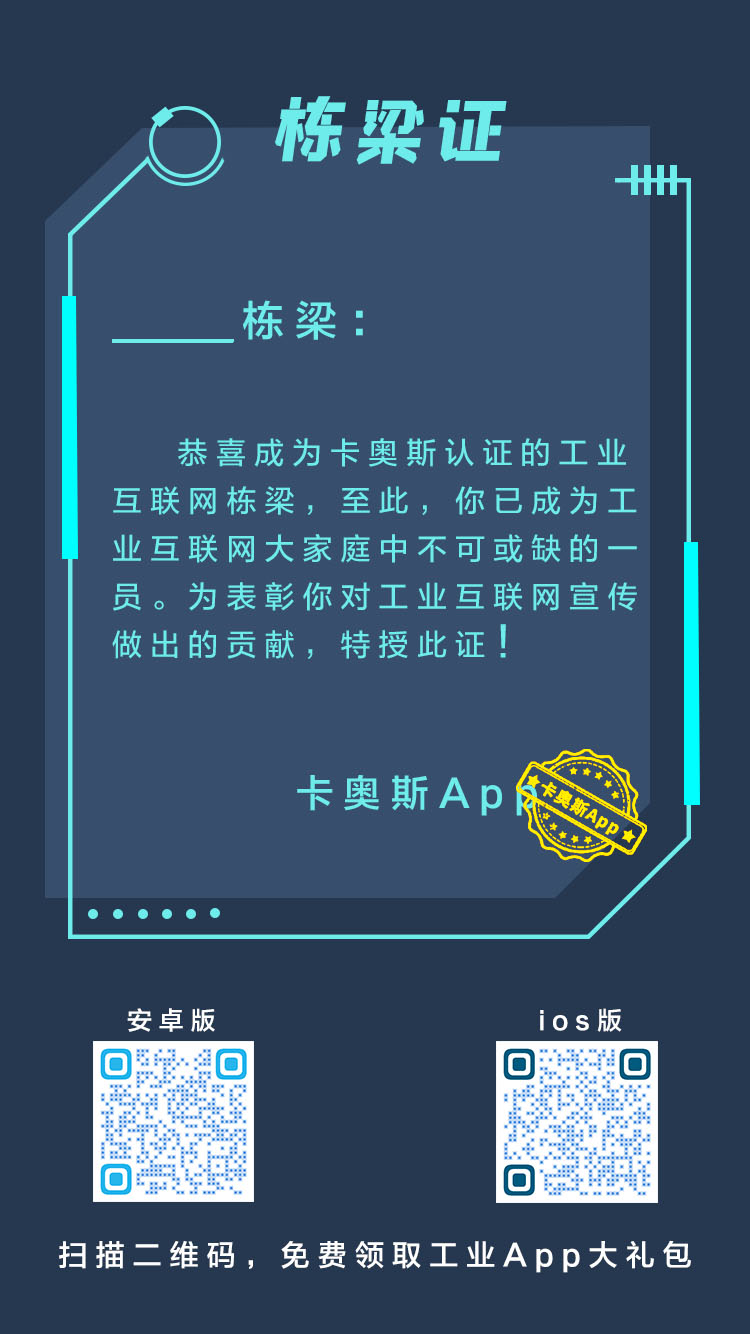 栋梁证
______栋梁：
恭喜成为卡奥斯认证的工业
互联网栋梁，至此，你已成为工
业互联网大家庭中不可或缺的一
员。为表彰你对工业互联网宣传
做出的贡献，特授此证！
卡奥斯App
卡奥斯App
安卓版
ios版
扫描二维码，免费领取工业App大礼包